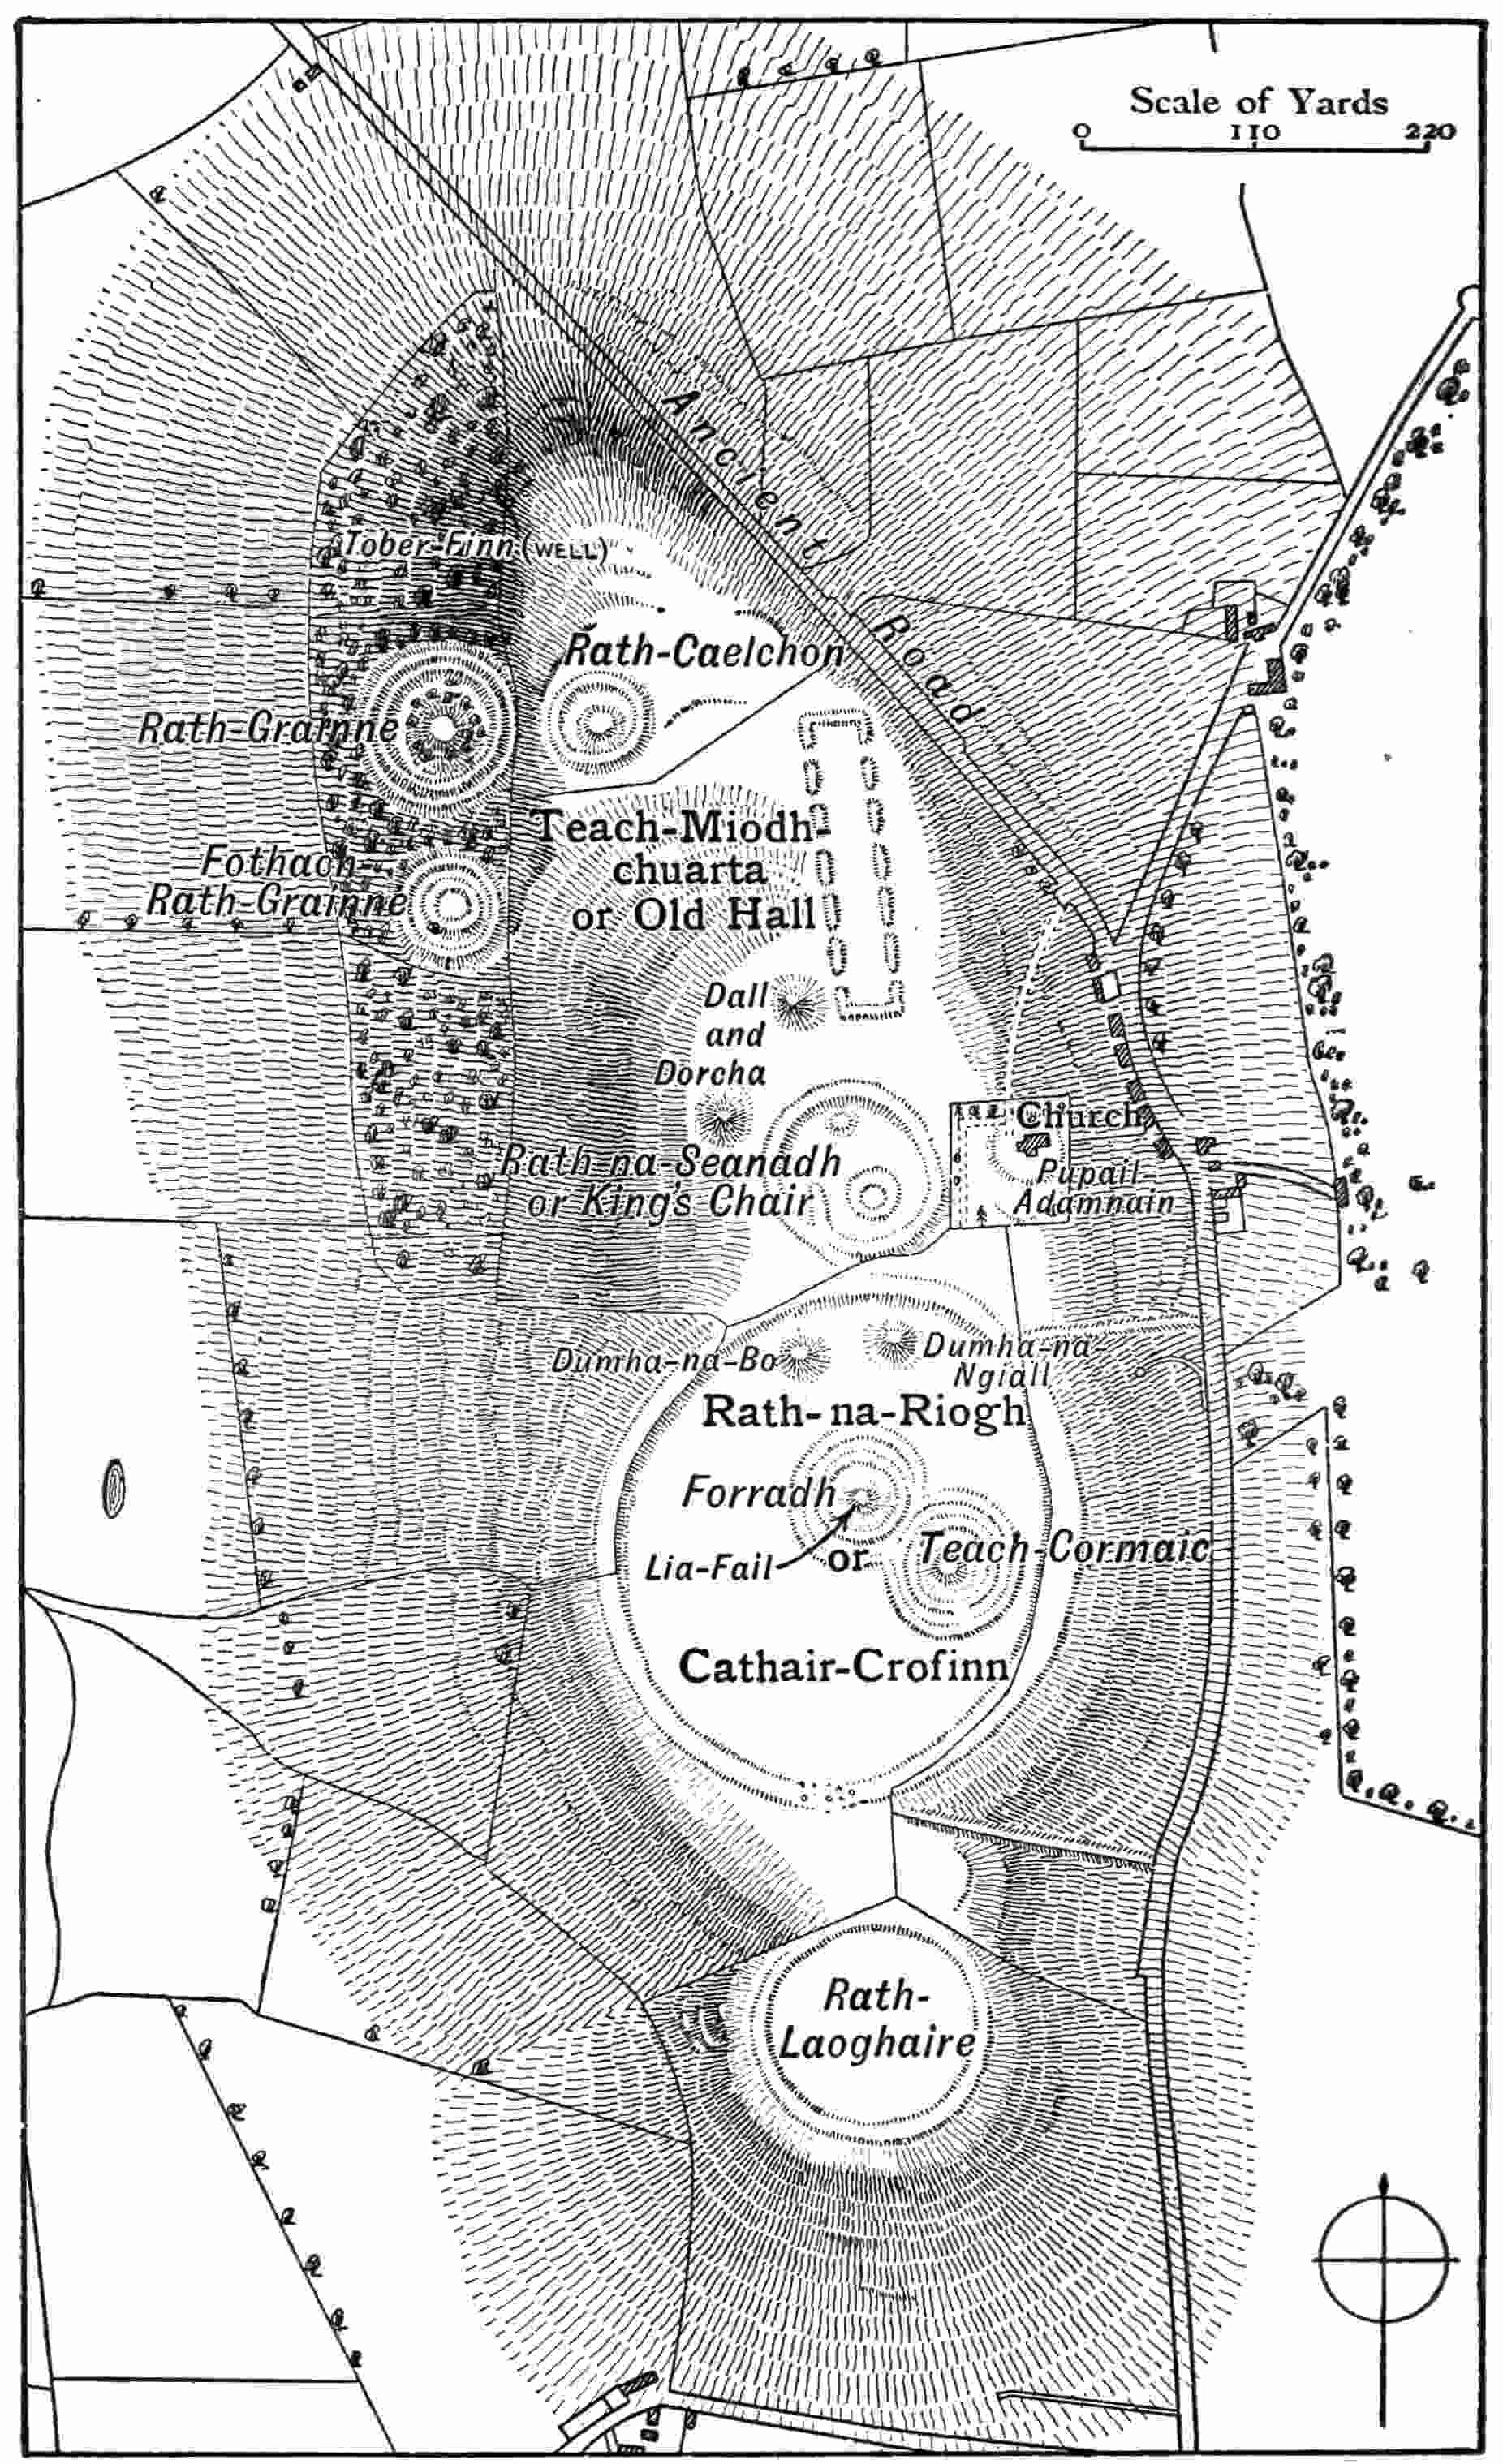 Scale of Yards
0 110 220
Ancient Road
Tober-Finn (WELL)
Rath-Caelchon
Rath-Grainne
Teach-Miodh-
chuarta
or Old Hall
Fothach-
Rath-Grainne
Dall
and
Dorcha
Church
Rath na-Seanadh
or King's Chair
Pupail
Adamnain
Dumha-na-Bo
Dumha-na-
Ngiall
Rath-na-Riogh
Forradh
Lia-Fail
or
Teach-Cormaic
Cathair-Crofinn
Rath-
Laoghaire